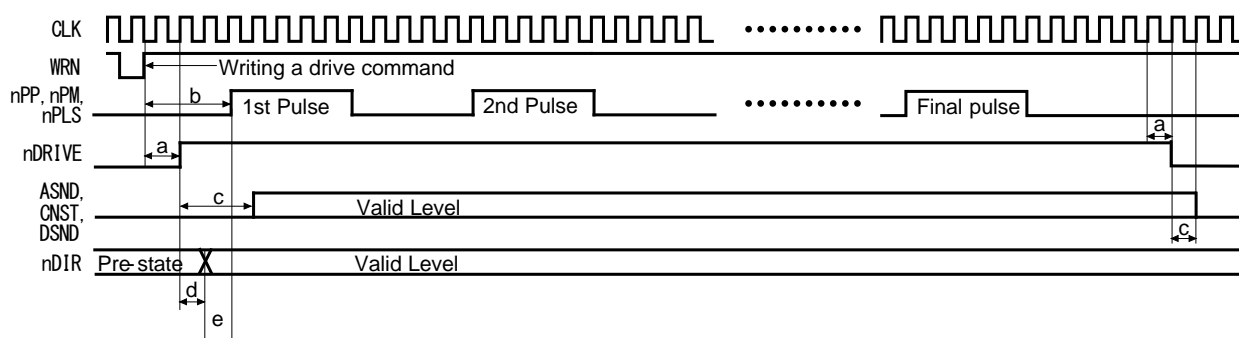 CLK
WRN
Writing a drive command
nPP, nPM,
nPLS
b
1st Pulse
2nd Pulse
Final pulse
a
a
nDRIVE
ASND,
CNST,
DSND
c
Valid Level
c
nDIR
Pre-state
Valid Level
d
e